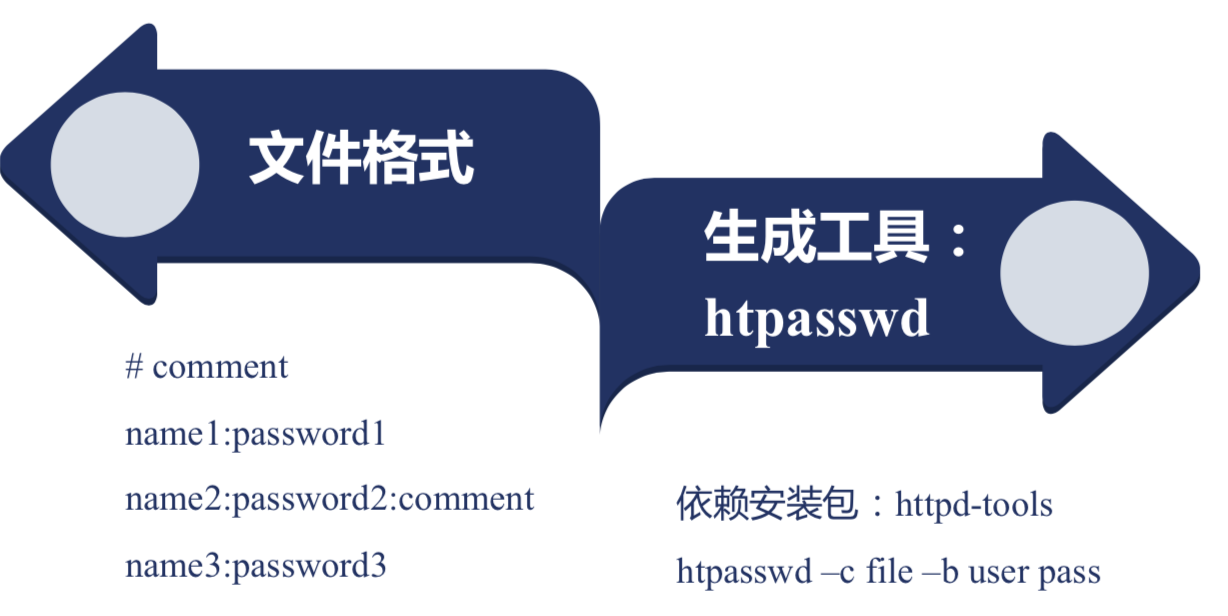 文件格式
# comment
name1:password1
name2:password2:comment
name3:password3
生成工具：
htpasswd
依赖安装包：httpd-tools
htpasswd –c file –b user pass